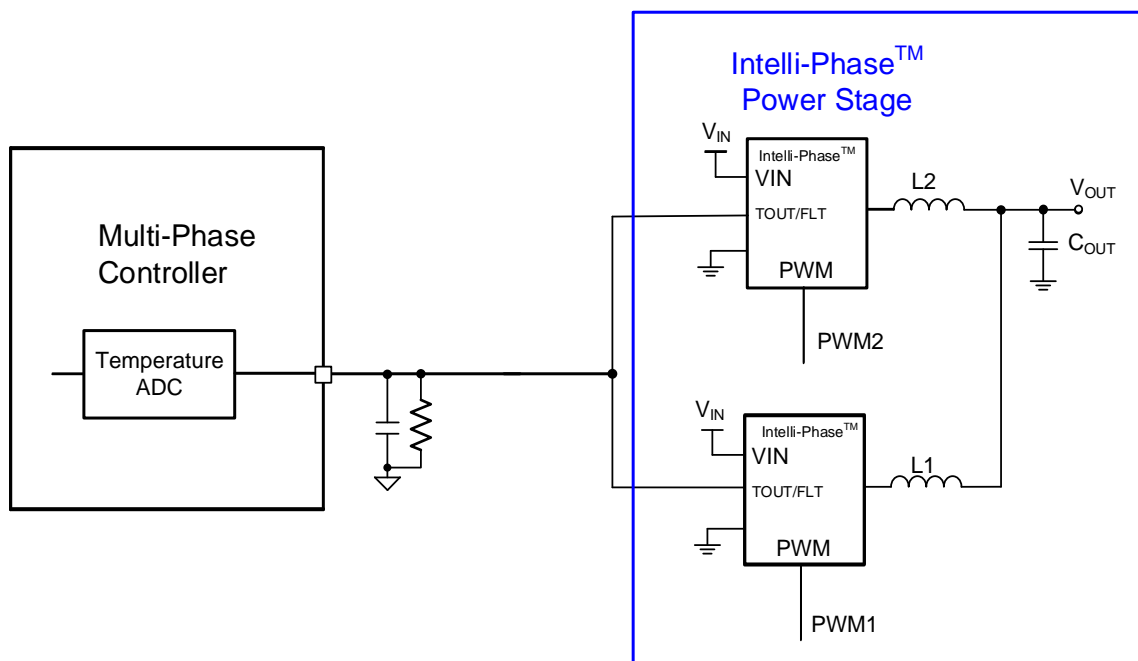 Intelli-Phase™
Power Stage
V_IN
Intelli-Phase™
VIN
TOUT/FLT
PWM
L2
V_OUT
C_OUT
PWM2
Multi-Phase
Controller
Temperature
ADC
V_IN
Intelli-Phase™
VIN
TOUT/FLT
PWM
L1
PWM1